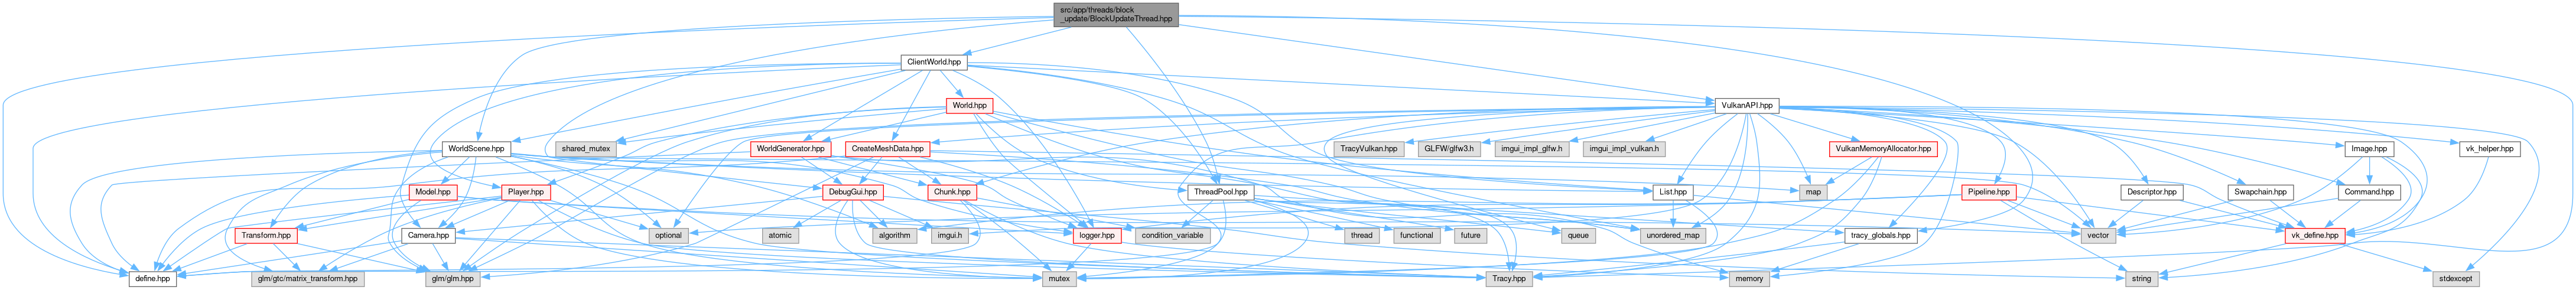 src/app/threads/block
_update/BlockUpdateThread.hpp
ClientWorld.hpp
World.hpp
VulkanAPI.hpp
shared_mutex
WorldScene.hpp
WorldGenerator.hpp
CreateMeshData.hpp
TracyVulkan.hpp
GLFW/glfw3.h
imgui_impl_glfw.h
imgui_impl_vulkan.h
VulkanMemoryAllocator.hpp
Image.hpp
vk_helper.hpp
Model.hpp
Player.hpp
DebugGui.hpp
Chunk.hpp
ThreadPool.hpp
List.hpp
map
Pipeline.hpp
Descriptor.hpp
Swapchain.hpp
Command.hpp
Transform.hpp
Camera.hpp
optional
atomic
algorithm
imgui.h
logger.hpp
condition_variable
thread
functional
future
queue
unordered_map
tracy_globals.hpp
vector
vk_define.hpp
define.hpp
glm/gtc/matrix_transform.hpp
glm/glm.hpp
mutex
Tracy.hpp
memory
string
stdexcept